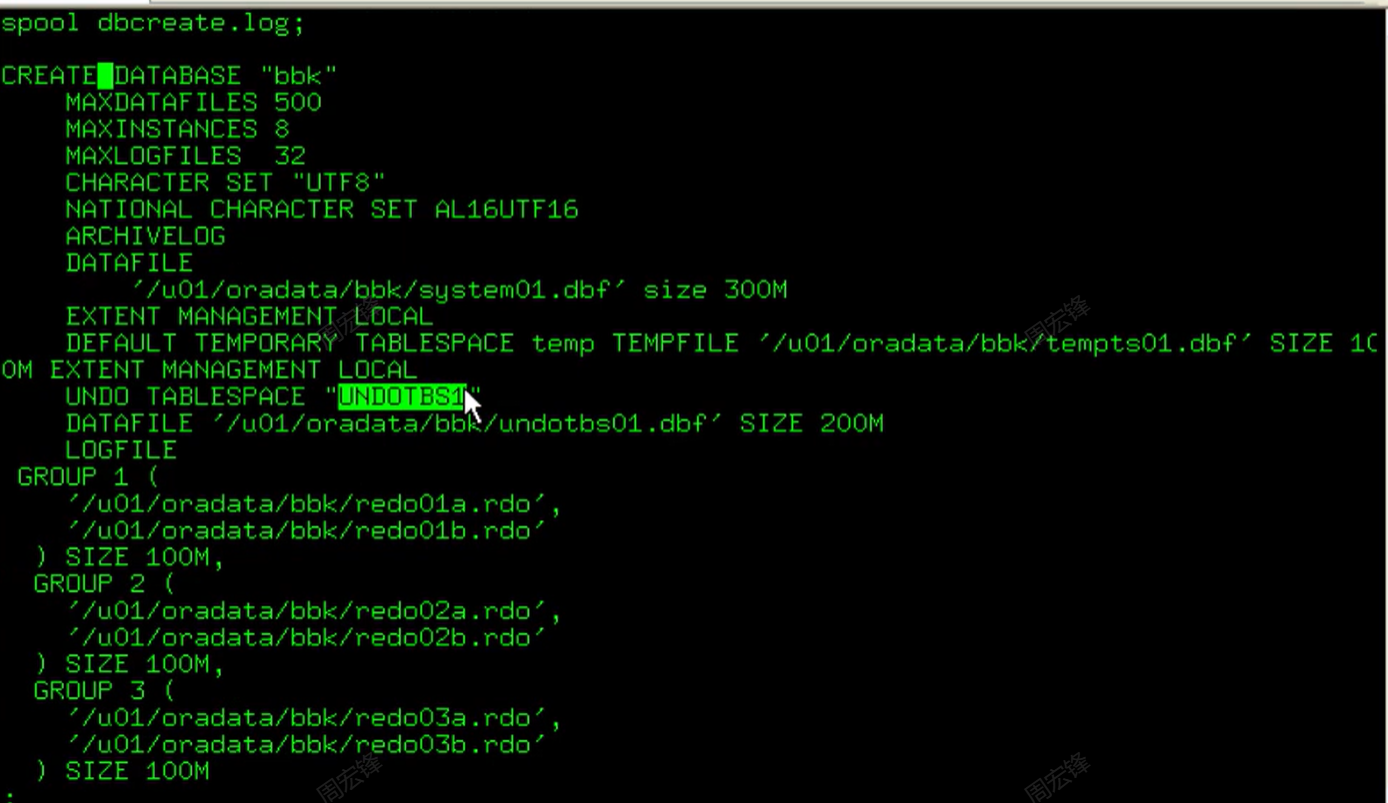 spool dbcreate.log;
CREATE DATABASE "bbk"
MAXDATAFILES 500
MAXINSTANCES 8
MAXLOGFILES  32
CHARACTER SET "UTF8"
NATIONAL CHARACTER SET AL16UTF16
ARCHIVELOG
DATAFILE
'/u01/oradata/bbk/system01.dbf' size 300M
EXTENT MANAGEMENT LOCAL
DEFAULT TEMPORARY TABLESPACE temp TEMPFILE '/u01/oradata/bbk/tempts01.dbf' SIZE 10
0M EXTENT MANAGEMENT LOCAL
UNDO TABLESPACE "UNDOTBS1"
DATAFILE '/u01/oradata/bbk/undotbs01.dbf' SIZE 200M
LOGFILE
GROUP 1 (
'/u01/oradata/bbk/redo01a.rdo',
'/u01/oradata/bbk/redo01b.rdo'
) SIZE 100M,
GROUP 2 (
'/u01/oradata/bbk/redo02a.rdo',
'/u01/oradata/bbk/redo02b.rdo'
) SIZE 100M,
GROUP 3 (
'/u01/oradata/bbk/redo03a.rdo',
'/u01/oradata/bbk/redo03b.rdo'
) SIZE 100M
;
周宏锋
周宏锋
周宏锋
周宏锋